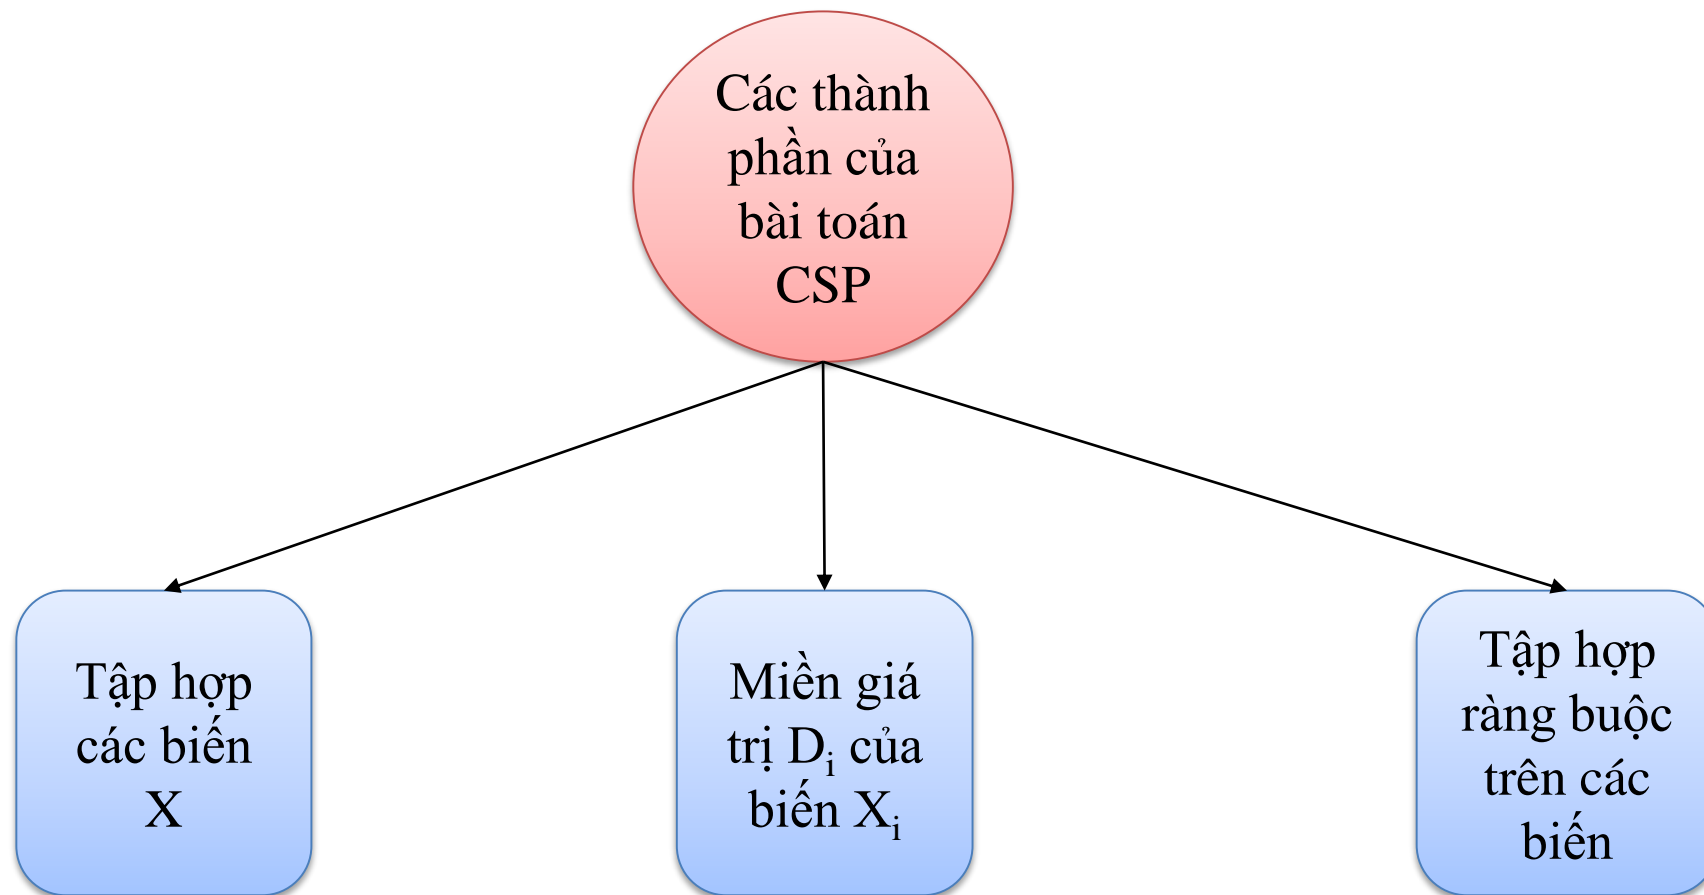 Các thành
phần của
bài toán
CSP
Tập hợp
các biến
X
Miền giá
trị Dᵢ của
biến Xᵢ
Tập hợp
ràng buộc
trên các
biến